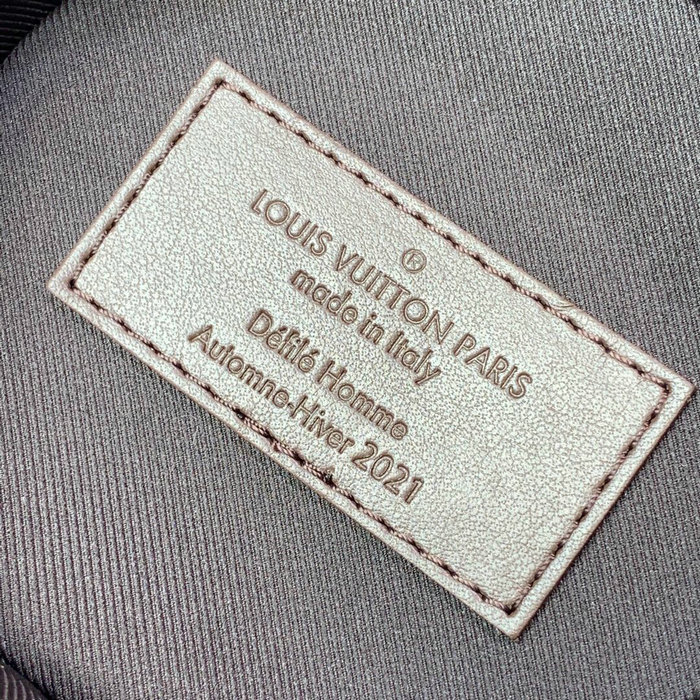 ®
LOUIS VUITTON PARIS
made in Italy
Défilé Homme
Automne-Hiver 2021